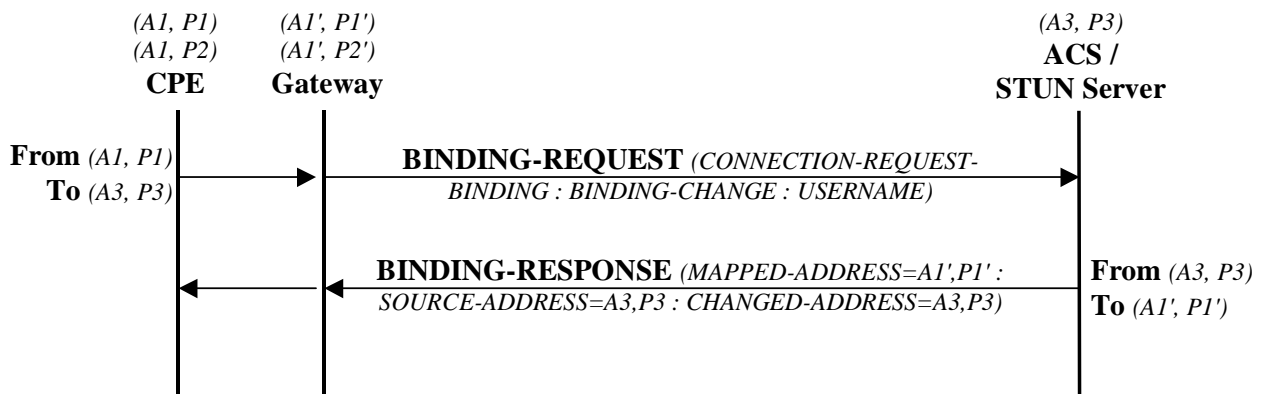 (A1, P1) (A1', P1') (A3, P3)
(A1, P2) (A1', P2') ACS /
CPE Gateway STUN Server
From (A1, P1) BINDING-REQUEST (CONNECTION-REQUEST-
To (A3, P3) BINDING : BINDING-CHANGE : USERNAME)
BINDING-RESPONSE (MAPPED-ADDRESS=A1',P1' : From (A3, P3)
SOURCE-ADDRESS=A3,P3 : CHANGED-ADDRESS=A3,P3) To (A1', P1')